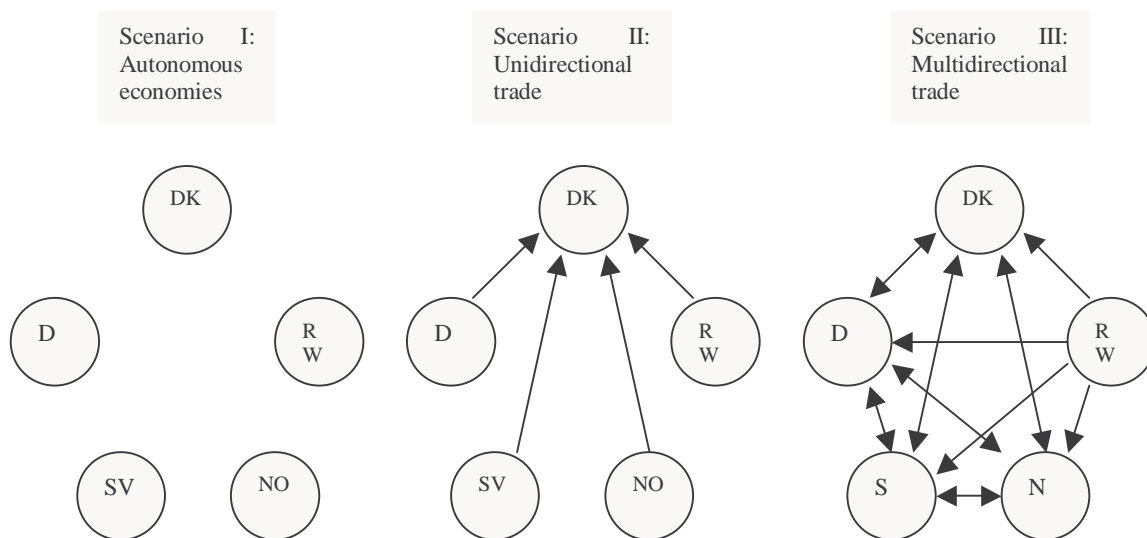 Scenario I:
Autonomous
economies
Scenario II:
Unidirectional
trade
Scenario III:
Multidirectional
trade
DK
D
R
W
SV
NO
DK
D
R
W
SV
NO
DK
D
R
W
S
N